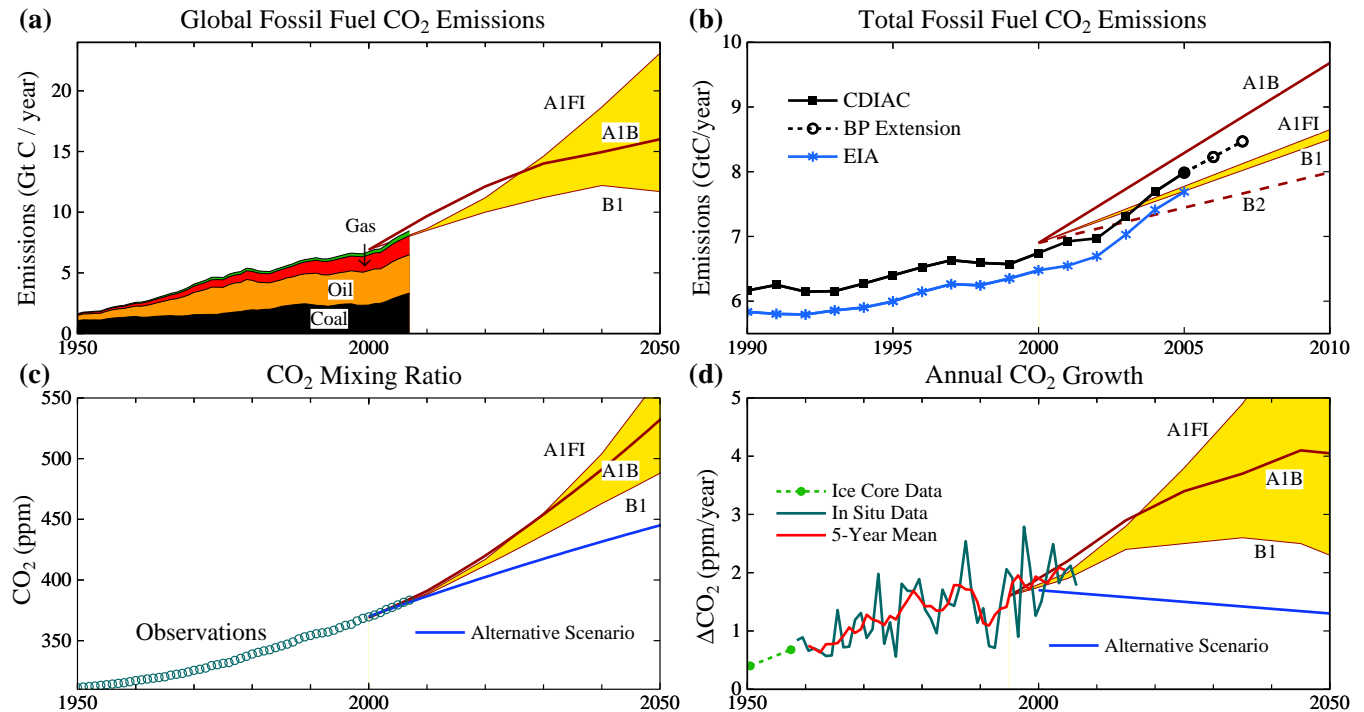 (a) Global Fossil Fuel CO₂ Emissions
Emissions (Gt C / year)
20
15
10
5
0
A1FI
A1B
B1
Gas
Oil
Coal
1950 2000 2050
(b) Total Fossil Fuel CO₂ Emissions
Emissions (GtC/year)
10
9
8
7
6
CDIAC
BP Extension
EIA
A1B
A1FI
B1
B2
1990 1995 2000 2005 2010
(c) CO₂ Mixing Ratio
CO₂ (ppm)
550
500
450
400
350
A1FI
A1B
B1
Observations
Alternative Scenario
1950 2000 2050
(d) Annual CO₂ Growth
ΔCO₂ (ppm/year)
5
4
3
2
1
0
A1FI
A1B
B1
Ice Core Data
In Situ Data
5-Year Mean
Alternative Scenario
1950 2000 2050